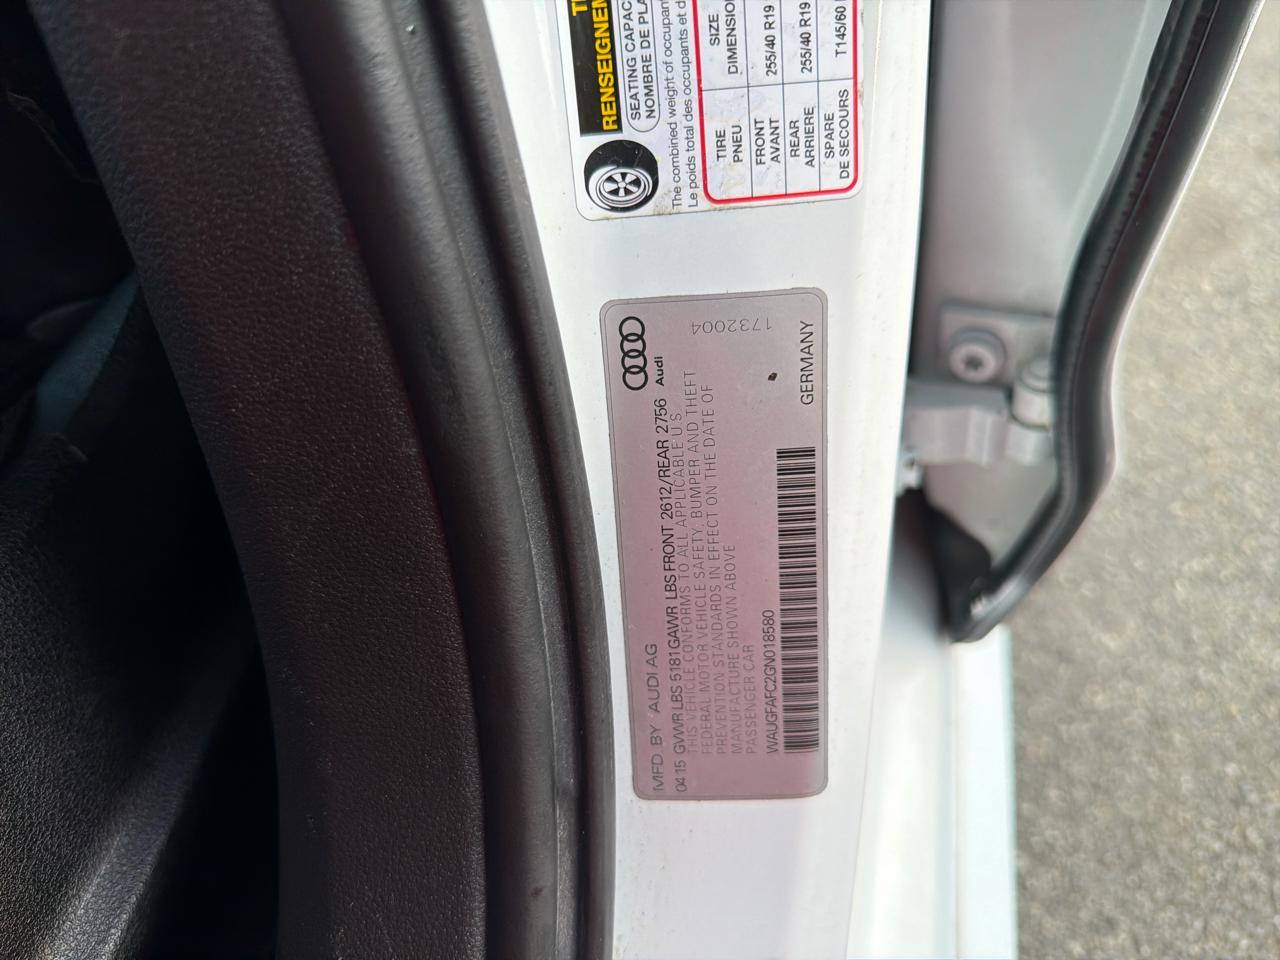 RENSEIGNEM
SEATING CAPAC
NOMBRE DE PLA
The combined weight of occupan
Le poids total des occupants et d
TIRE SIZE
PNEU DIMENSION
FRONT 255/40 R19
AVANT
REAR 255/40 R19
ARRIERE
SPARE T145/60
DE SECOURS
MFD BY AUDI AG Audi
04 15 GVWR LBS 5181 GAWR LBS FRONT 2612/REAR 2756
THIS VEHICLE CONFORMS TO ALL APPLICABLE U S
FEDERAL MOTOR VEHICLE SAFETY, BUMPER AND THEFT
PREVENTION STANDARDS IN EFFECT ON THE DATE OF
MANUFACTURE SHOWN ABOVE
PASSENGER CAR
1732004
WAUGFAFC2GN018580
GERMANY